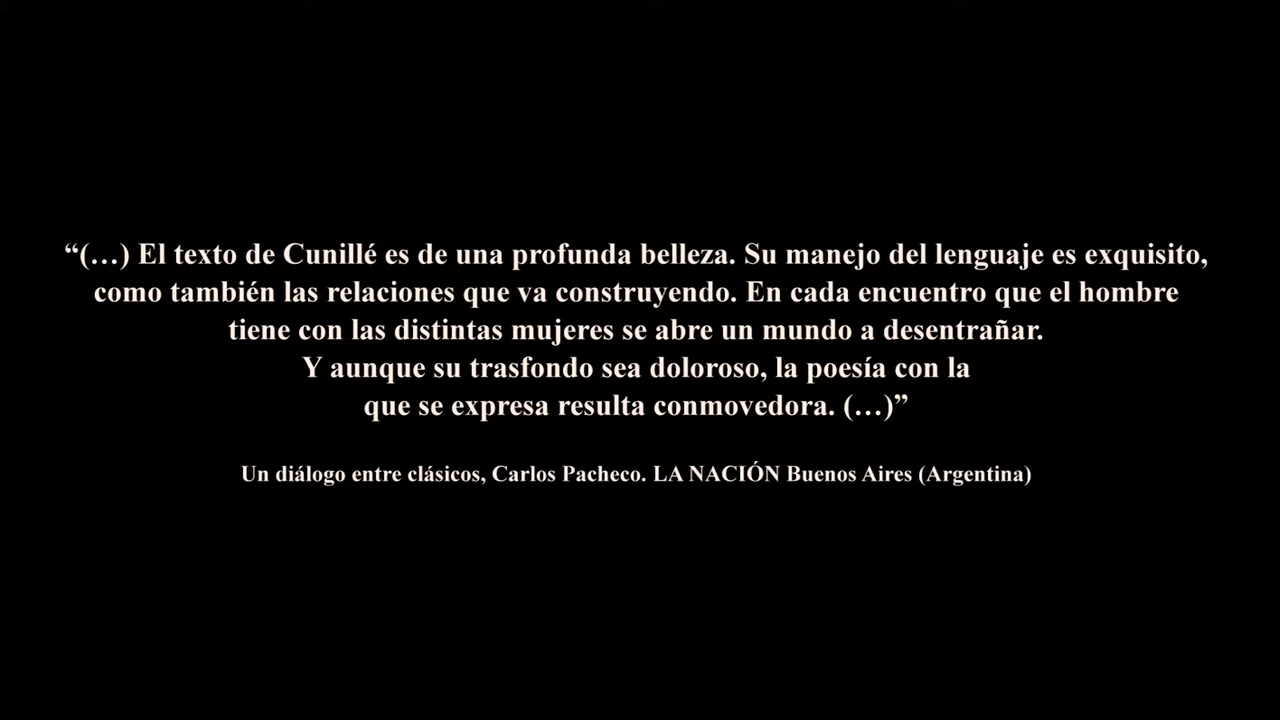 “(…) El texto de Cunillé es de una profunda belleza. Su manejo del lenguaje es exquisito,
como también las relaciones que va construyendo. En cada encuentro que el hombre
tiene con las distintas mujeres se abre un mundo a desentrañar.
Y aunque su trasfondo sea doloroso, la poesía con la
que se expresa resulta conmovedora. (…)”
Un diálogo entre clásicos, Carlos Pacheco. LA NACIÓN Buenos Aires (Argentina)